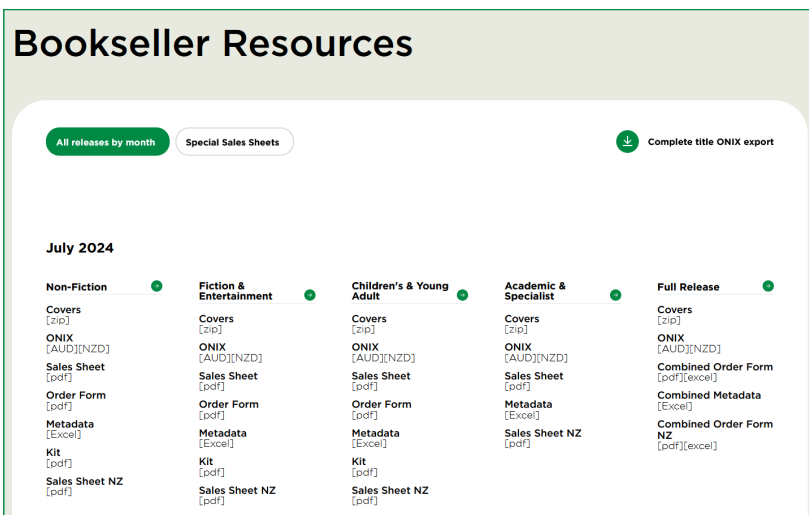 Bookseller Resources
All releases by month
Special Sales Sheets
Complete title ONIX export
July 2024
Non-Fiction
Covers
[zip]
ONIX
[AUD][NZD]
Sales Sheet
[pdf]
Order Form
[pdf]
Metadata
[Excel]
Kit
[pdf]
Sales Sheet NZ
[pdf]
Fiction &
Entertainment
Covers
[zip]
ONIX
[AUD][NZD]
Sales Sheet
[pdf]
Order Form
[pdf]
Metadata
[Excel]
Kit
[pdf]
Sales Sheet NZ
[pdf]
Children's & Young
Adult
Covers
[zip]
ONIX
[AUD][NZD]
Sales Sheet
[pdf]
Order Form
[pdf]
Metadata
[Excel]
Kit
[pdf]
Sales Sheet NZ
[pdf]
Academic &
Specialist
Covers
[zip]
ONIX
[AUD][NZD]
Sales Sheet
[pdf]
Metadata
[Excel]
Sales Sheet NZ
[pdf]
Full Release
Covers
[zip]
ONIX
[AUD][NZD]
Combined Order Form
[pdf][excel]
Combined Metadata
[Excel]
Combined Order Form
NZ
[pdf][excel]